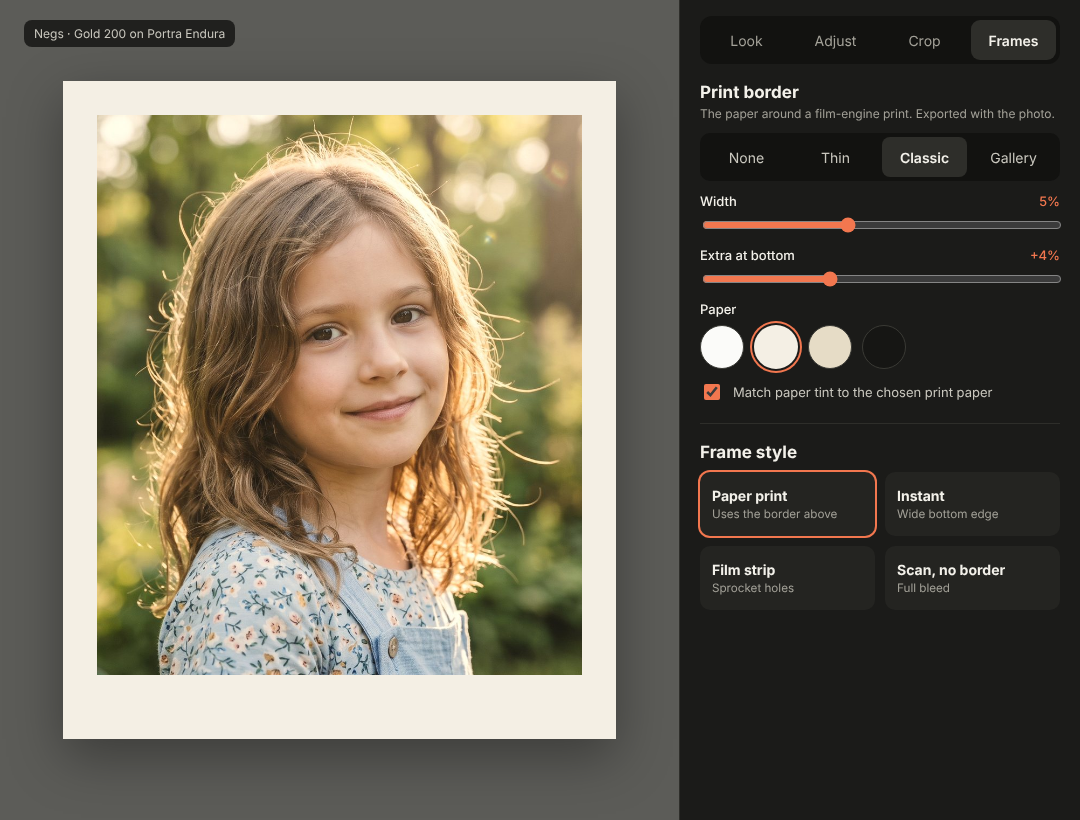 Negs · Gold 200 on Portra Endura
Look
Adjust
Crop
Frames
Print border
The paper around a film-engine print. Exported with the photo.
None
Thin
Classic
Gallery
Width
5%
Extra at bottom
+4%
Paper
Match paper tint to the chosen print paper
Frame style
Paper print
Uses the border above
Instant
Wide bottom edge
Film strip
Sprocket holes
Scan, no border
Full bleed